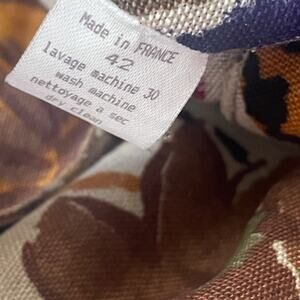 Made in FRANCE
42
lavage machine 30
wash machine
nettoyage a sec
dry clean